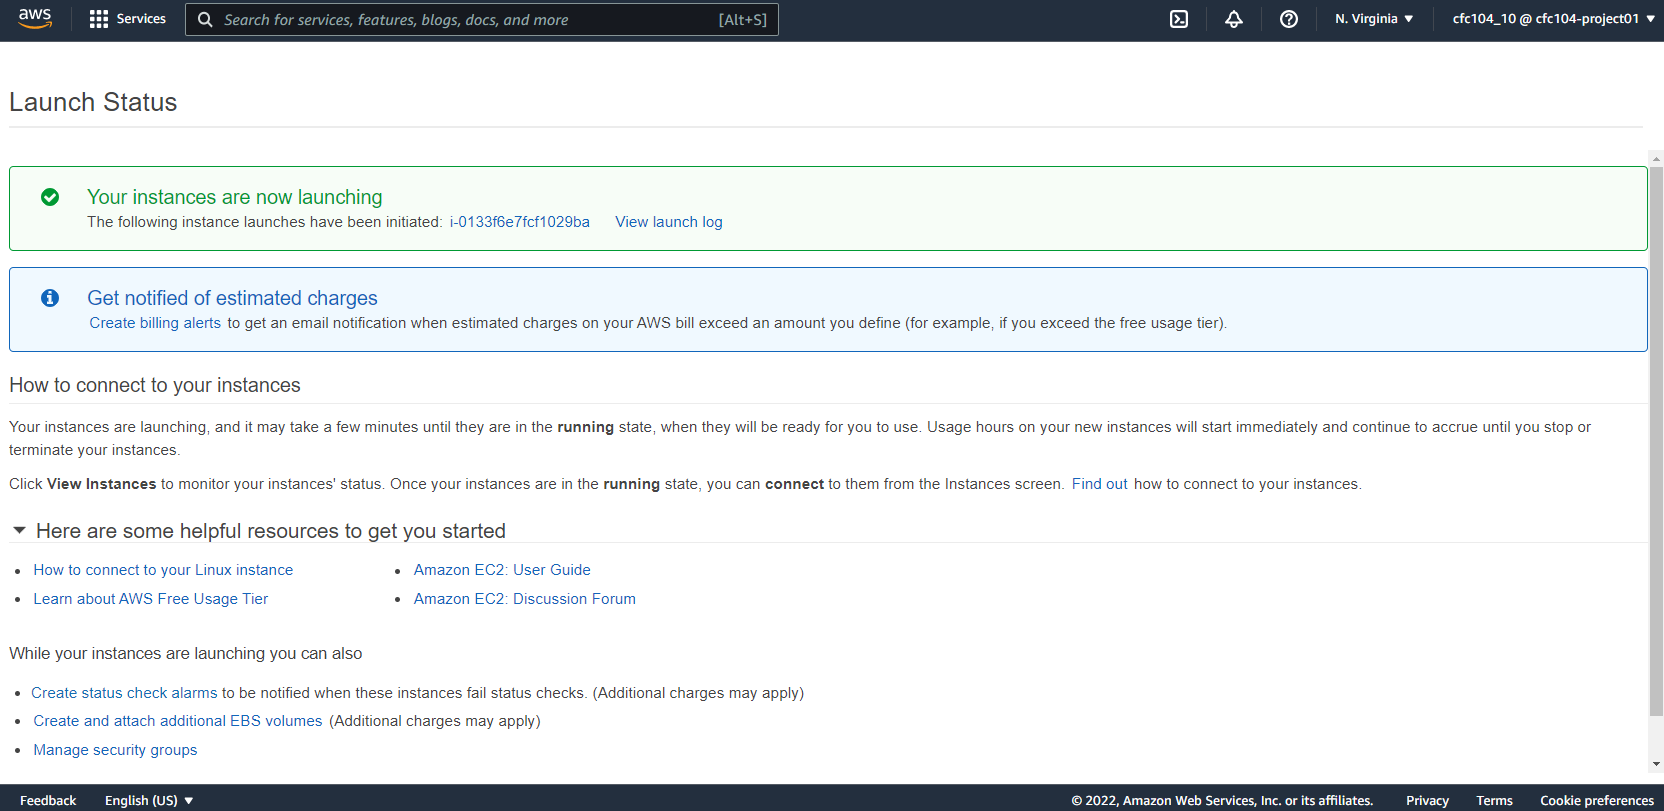 aws
Services
Search for services, features, blogs, docs, and more [Alt+S]
N. Virginia
cfc104_10 @ cfc104-project01
Launch Status
Your instances are now launching
The following instance launches have been initiated: i-0133f6e7fcf1029ba View launch log
Get notified of estimated charges
Create billing alerts to get an email notification when estimated charges on your AWS bill exceed an amount you define (for example, if you exceed the free usage tier).
How to connect to your instances
Your instances are launching, and it may take a few minutes until they are in the running state, when they will be ready for you to use. Usage hours on your new instances will start immediately and continue to accrue until you stop or
terminate your instances.
Click View Instances to monitor your instances' status. Once your instances are in the running state, you can connect to them from the Instances screen. Find out how to connect to your instances.
Here are some helpful resources to get you started
How to connect to your Linux instance
Learn about AWS Free Usage Tier
Amazon EC2: User Guide
Amazon EC2: Discussion Forum
While your instances are launching you can also
Create status check alarms to be notified when these instances fail status checks. (Additional charges may apply)
Create and attach additional EBS volumes (Additional charges may apply)
Manage security groups
Feedback
English (US)
© 2022, Amazon Web Services, Inc. or its affiliates.
Privacy
Terms
Cookie preferences